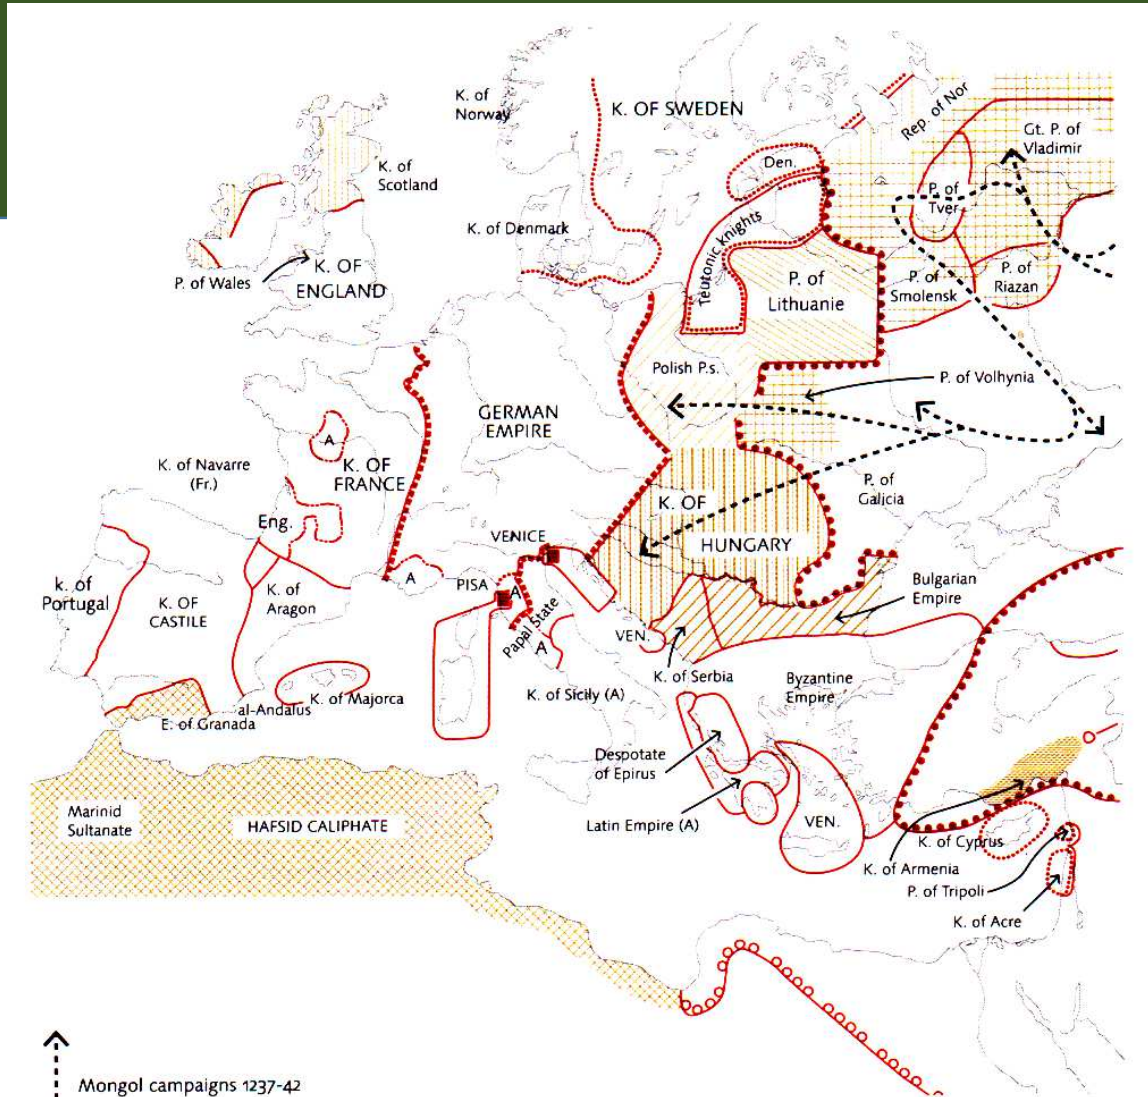 K. of
Norway
K. OF SWEDEN
Rep. of Nor
Gt. P. of
Vladimir
Den.
K. of
Scotland
P. of
Tver
K. of Denmark
Teutonic knights
P. of Wales
K. OF
ENGLAND
P. of
Lithuanie
P. of
Smolensk
P. of
Riazan
Polish P.s.
P. of Volhynia
GERMAN
EMPIRE
A
K. OF
FRANCE
K. of Navarre
(Fr.)
P. of
Galicia
K. OF
HUNGARY
Eng.
VENICE
A
PISA
A
k. of
Portugal
K. OF
CASTILE
K. of
Aragon
Papal State
A
VEN.
Bulgarian
Empire
K. of Serbia
Byzantine
Empire
K. of Majorca
al-Andalus
E. of Granada
K. of Sicily (A)
Despotate
of Epirus
Latin Empire (A)
VEN.
Marinid
Sultanate
HAFSID CALIPHATE
K. of Cyprus
K. of Armenia
P. of Tripoli
K. of Acre
Mongol campaigns 1237-42